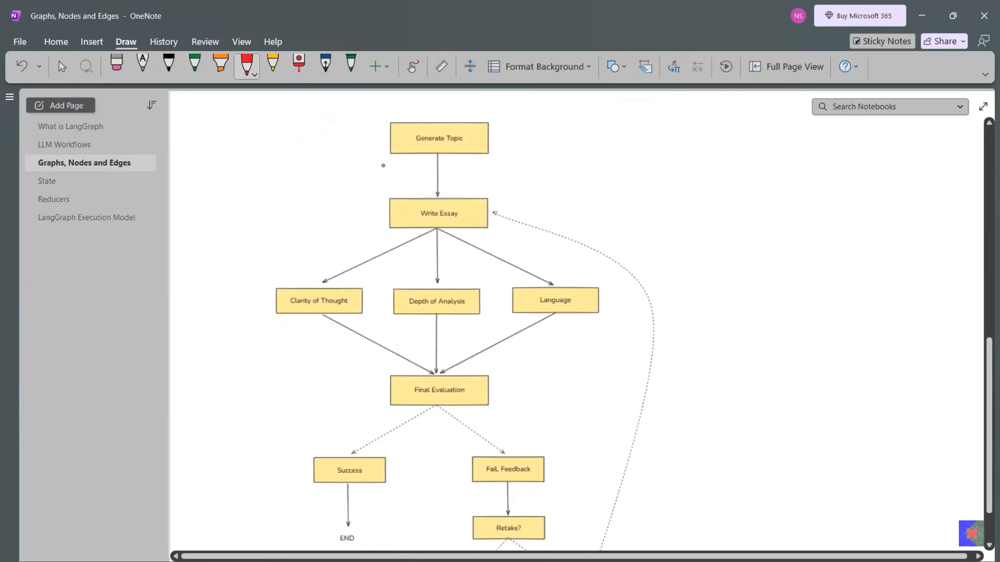 Graphs, Nodes and Edges - OneNote
NS
Buy Microsoft 365
File
Home
Insert
Draw
History
Review
View
Help
Sticky Notes
Share
Format Background
Full Page View
Add Page
Search Notebooks
What is LangGraph
LLM Workflows
Graphs, Nodes and Edges
State
Reducers
LangGraph Execution Model
Generate Topic
Write Essay
Clarity of Thought
Depth of Analysis
Language
Final Evaluation
Success
Fail, Feedback
Retake?
END